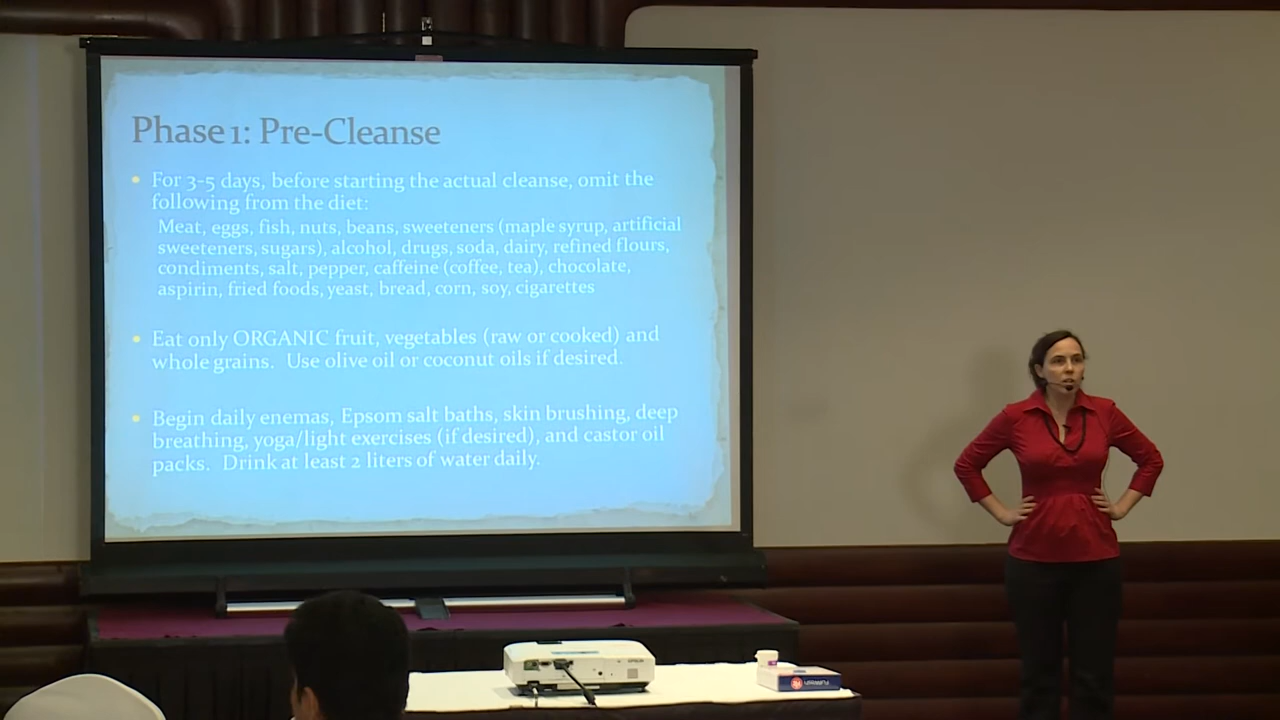 Phase 1: Pre-Cleanse
• For 3-5 days, before starting the actual cleanse, omit the
following from the diet:
Meat, eggs, fish, nuts, beans, sweeteners (maple syrup, artificial
sweeteners, sugars), alcohol, drugs, soda, dairy, refined flours,
condiments, salt, pepper, caffeine (coffee, tea), chocolate,
aspirin, fried foods, yeast, bread, corn, soy, cigarettes
• Eat only ORGANIC fruit, vegetables (raw or cooked) and
whole grains. Use olive oil or coconut oils if desired.
• Begin daily enemas, Epsom salt baths, skin brushing, deep
breathing, yoga/light exercises (if desired), and castor oil
packs. Drink at least 2 liters of water daily.
EPSON